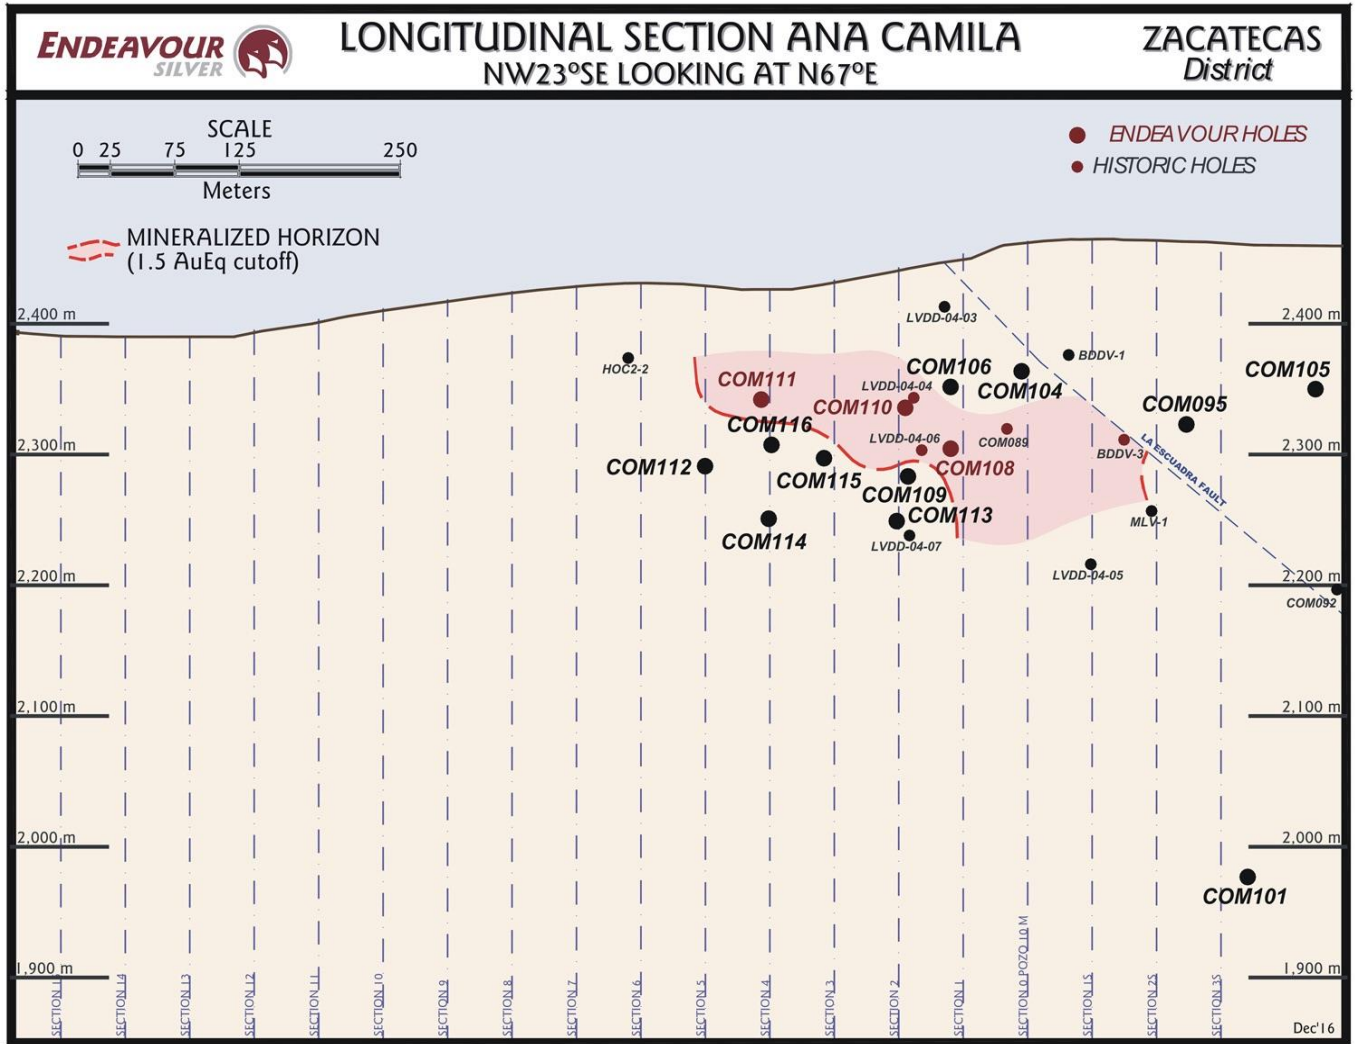 ENDEAVOUR
SILVER
LONGITUDINAL SECTION ANA CAMILA
NW23ºSE LOOKING AT N67ºE
ZACATECAS
District
SCALE
0 25 75 125 250
Meters
MINERALIZED HORIZON
(1.5 AuEq cutoff)
ENDEAVOUR HOLES
HISTORIC HOLES
2,400 m
2,400 m
LVDD-04-03
HOC2-2
BDDV-1
COM106
COM105
COM111
LVDD-04-04
COM104
COM110
COM095
COM116
LVDD-04-06
COM089
LA ESCUADRA FAULT
2,300 m
2,300 m
BDDV-3
COM112
COM108
COM115
COM109
COM113
MLV-1
COM114
LVDD-04-07
2,200 m
LVDD-04-05
2,200 m
COM092
2,100 m
2,100 m
2,000 m
2,000 m
COM101
1,900 m
1,900 m
SECTION 14
SECTION 13
SECTION 12
SECTION 11
SECTION 10
SECTION 9
SECTION 8
SECTION 7
SECTION 6
SECTION 5
SECTION 4
SECTION 3
SECTION 2
SECTION 1
SECTION 0 POZO 10 M
SECTION 1S
SECTION 2S
SECTION 3S
Dec'16